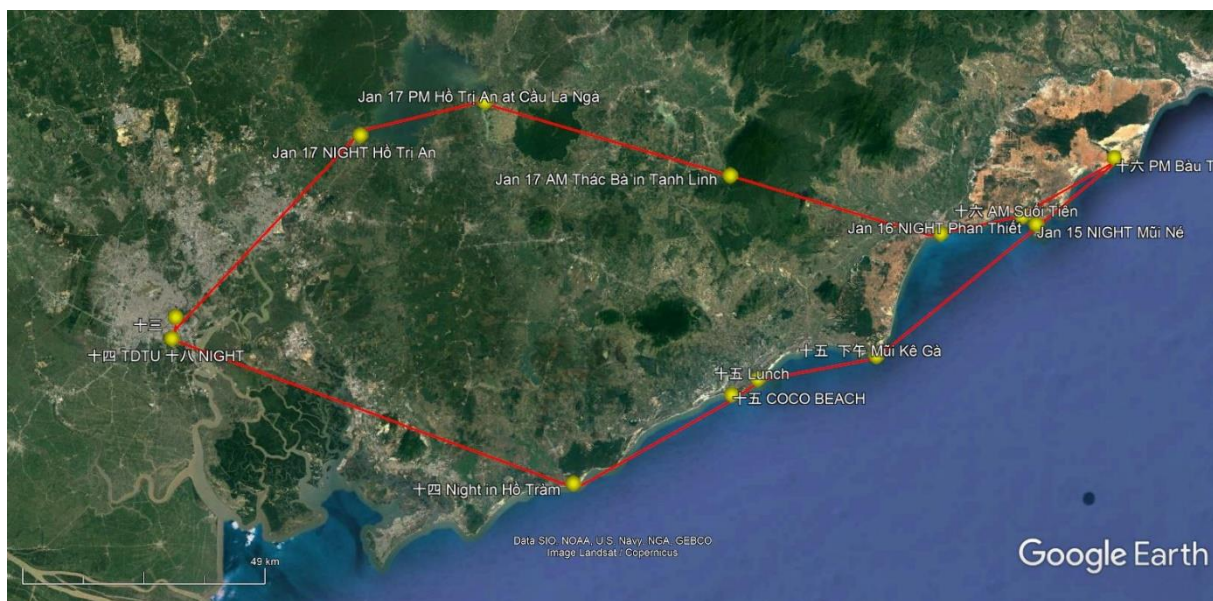 Jan 17 PM Hồ Trị An at Cầu La Ngà
Jan 17 NIGHT Hồ Trị An
十六 PM Bàu T
Jan 17 AM Thác Bà in Tánh Linh
十六 AM Suối Tiên
Jan 16 NIGHT Phan Thiết
Jan 15 NIGHT Mũi Né
十三
十四 TDTU 十八 NIGHT
十五 下午 Mũi Kê Gà
十五 Lunch
十五 COCO BEACH
十四 Night in Hồ Tràm
Data SIO, NOAA, U.S. Navy, NGA, GEBCO
Image Landsat / Copernicus
49 km
Google Earth